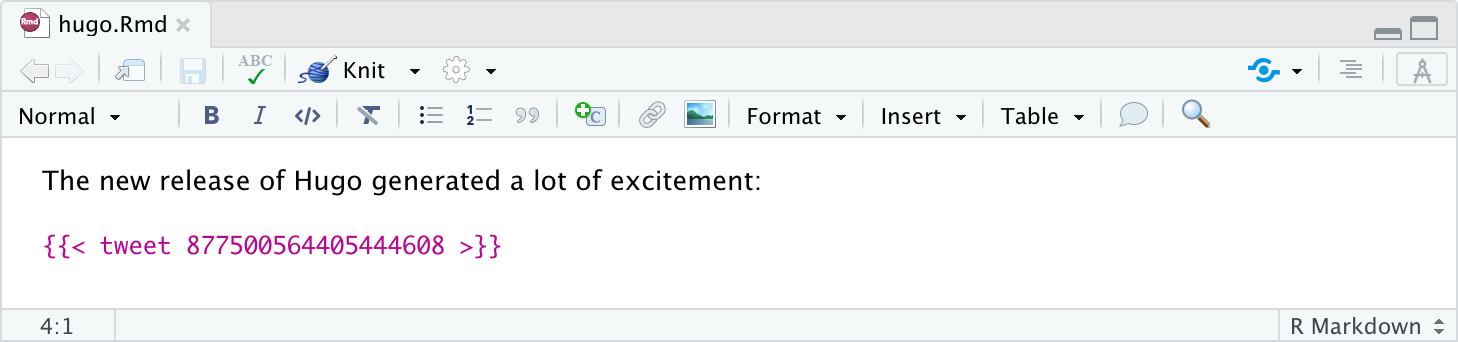 Rmd hugo.Rmd
ABC Knit
Normal B I </> Format Insert Table
The new release of Hugo generated a lot of excitement:
{{< tweet 877500564405444608 >}}
4:1 R Markdown